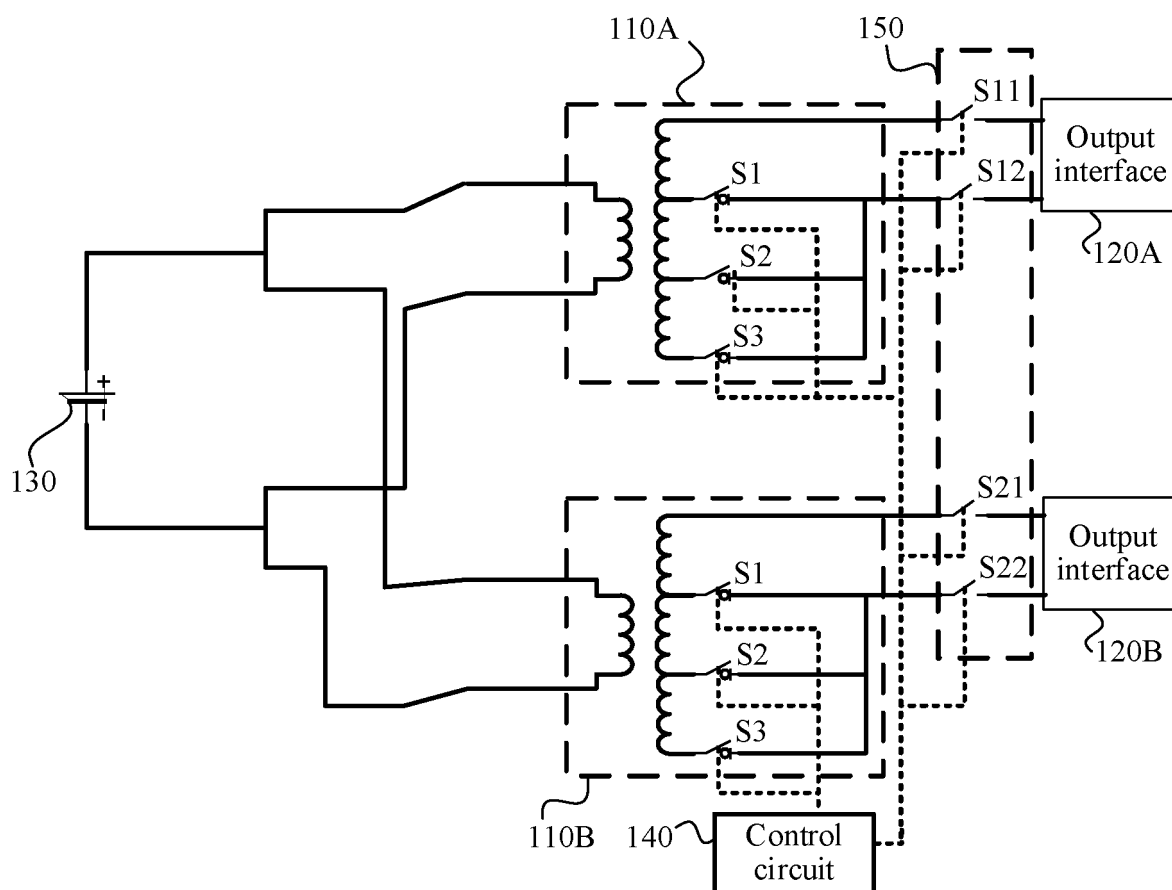 110A
150
S11
Output
interface
S12
S1
120A
S2
S3
+
-
130
S21
Output
interface
S22
S1
120B
S2
S3
110B
140
Control
circuit